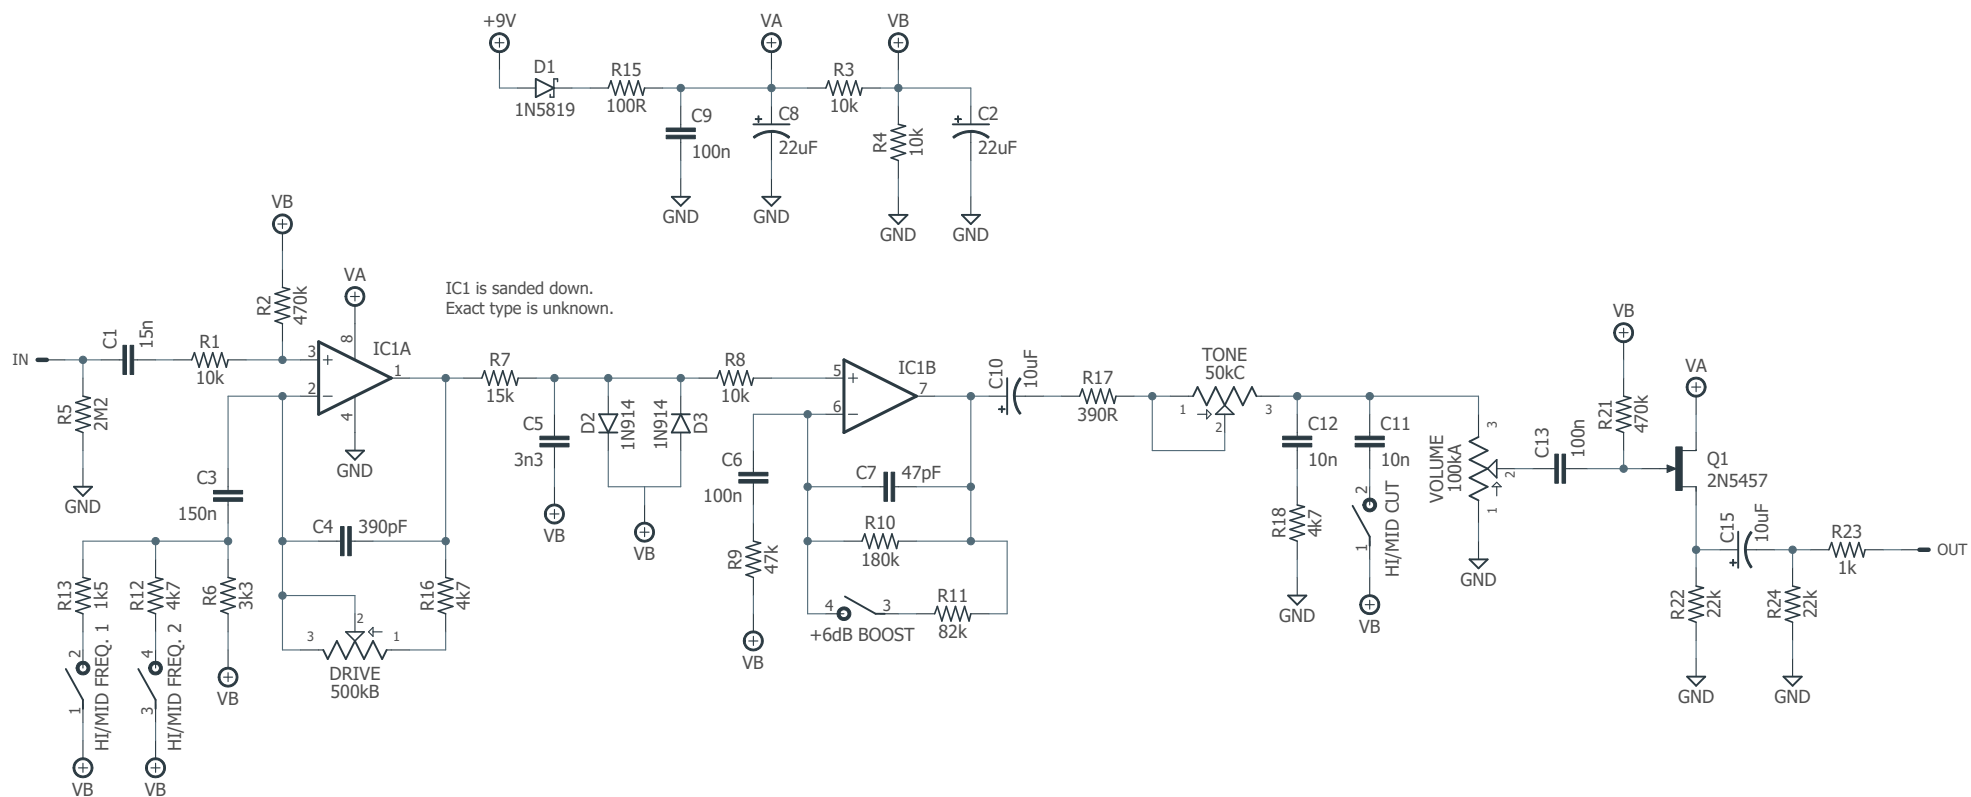 +9V
VA
VB
D1
1N5819
R15
100R
R3
10k
C9
100n
C8
22uF
R4
10k
C2
22uF
GND
GND
GND
GND
VB
R2
470k
VA
IC1 is sanded down.
Exact type is unknown.
IN
C1
15n
R1
10k
R5
2M2
GND
3
2
8
4
1
IC1A
GND
C3
150n
C4
390pF
R13
1k5
R12
4k7
R6
3k3
R16
4k7
2
3
1
DRIVE
500kB
2
1
HI/MID FREQ. 1
4
3
HI/MID FREQ. 2
VB
VB
VB
R7
15k
C5
3n3
VB
D2
1N914
1N914
D3
VB
R8
10k
5
6
7
IC1B
C6
100n
R9
47k
VB
C7
47pF
R10
180k
4
3
R11
82k
+6dB BOOST
C10
10uF
R17
390R
TONE
50kC
1
2
3
C12
10n
R18
4k7
GND
C11
10n
2
1
HI/MID CUT
VB
VOLUME
100kA
3
2
1
GND
C13
100n
VB
R21
470k
VA
Q1
2N5457
C15
10uF
R22
22k
GND
R24
22k
GND
R23
1k
OUT